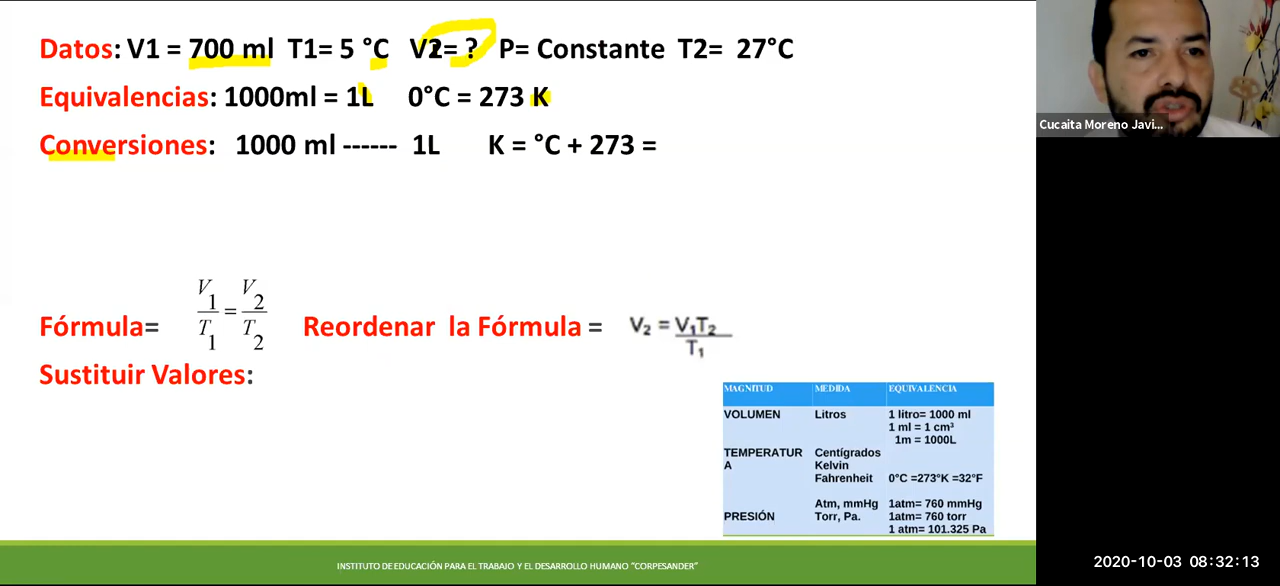 Datos: V1 = 700 ml T1= 5 °C V2= ? P= Constante T2= 27°C
Equivalencias: 1000ml = 1L 0°C = 273 K
Conversiones: 1000 ml ------ 1L K = °C + 273 =
V1/T1 = V2/T2
Fórmula= Reordenar la Fórmula = V₂ = V₁T₂/T₁
Sustituir Valores:
MAGNITUD MEDIDA EQUIVALENCIA
VOLUMEN Litros 1 litro= 1000 ml
1 ml = 1 cm³
1m = 1000L
TEMPERATUR Centígrados
A Kelvin
Fahrenheit 0°C =273°K =32°F
Atm, mmHg 1atm= 760 mmHg
PRESIÓN Torr, Pa. 1atm= 760 torr
1 atm= 101.325 Pa
INSTITUTO DE EDUCACIÓN PARA EL TRABAJO Y EL DESARROLLO HUMANO "CORPESANDER"
Cucaita Moreno Javi...
2020-10-03 08:32:13